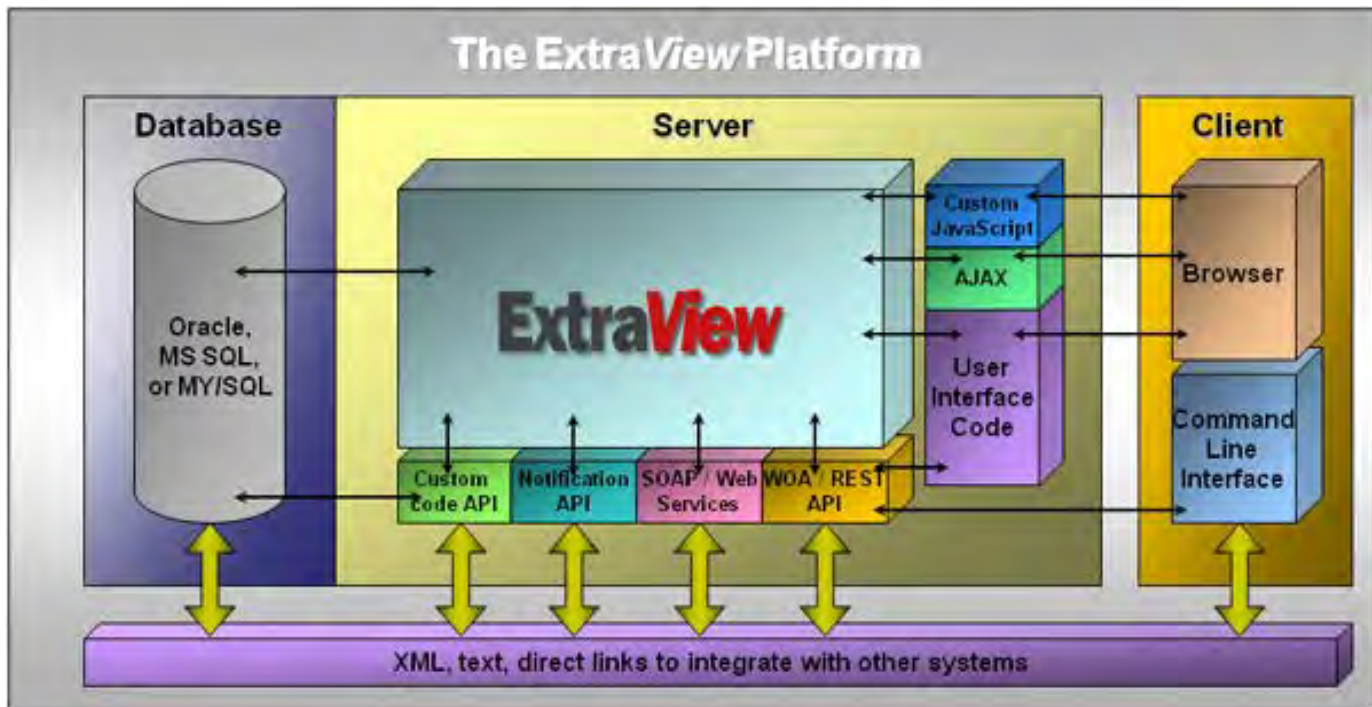 The ExtraView Platform
Database
Server
Client
Oracle,
MS SQL,
or MY/SQL
ExtraView
Custom
JavaScript
AJAX
User
Interface
Code
Browser
Command
Line
Interface
Custom
code API
Notification
API
SOAP / Web
Services
WOA / REST
API
XML, text, direct links to integrate with other systems